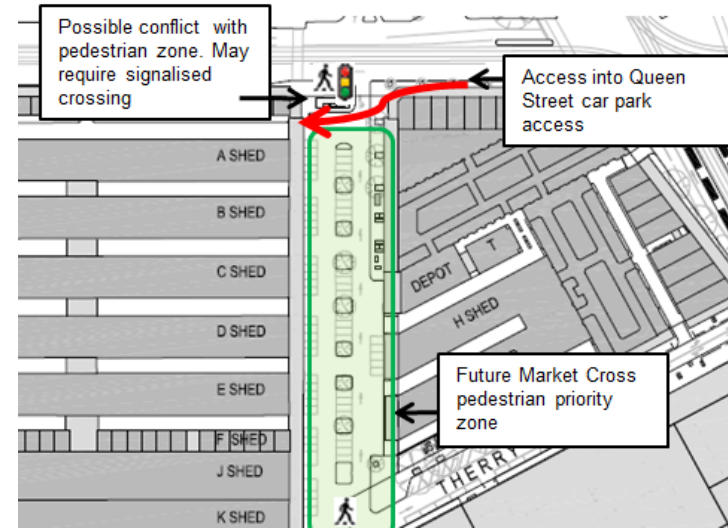 Possible conflict with
pedestrian zone. May
require signalised
crossing
Access into Queen
Street car park
access
A SHED
B SHED
C SHED
D SHED
E SHED
F SHED
J SHED
K SHED
T
DEPOT
H SHED
Future Market Cross
pedestrian priority
zone
THERRY